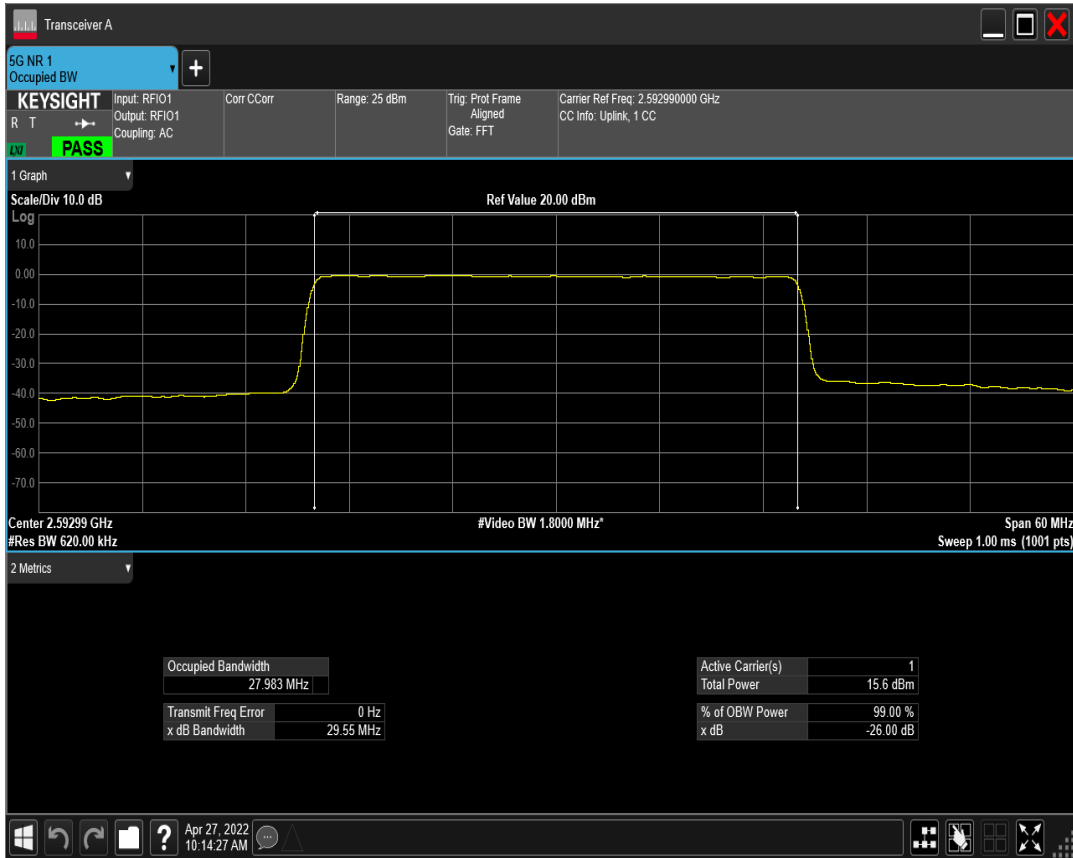 Transceiver A
5G NR 1
Occupied BW
+
KEYSIGHT
R T
LXI
PASS
Input: RFIO1
Output: RFIO1
Coupling: AC
Corr CCorr
Range: 25 dBm
Trig: Prot Frame
Aligned
Gate: FFT
Carrier Ref Freq: 2.592990000 GHz
CC Info: Uplink, 1 CC
1 Graph
Scale/Div 10.0 dB
Ref Value 20.00 dBm
Log
10.0
0.00
-10.0
-20.0
-30.0
-40.0
-50.0
-60.0
-70.0
Center 2.59299 GHz
#Video BW 1.8000 MHz*
Span 60 MHz
#Res BW 620.00 kHz
Sweep 1.00 ms (1001 pts)
2 Metrics
Occupied Bandwidth
27.983 MHz
Transmit Freq Error 0 Hz
x dB Bandwidth 29.55 MHz
Active Carrier(s) 1
Total Power 15.6 dBm
% of OBW Power 99.00 %
x dB -26.00 dB
?
Apr 27, 2022
10:14:27 AM